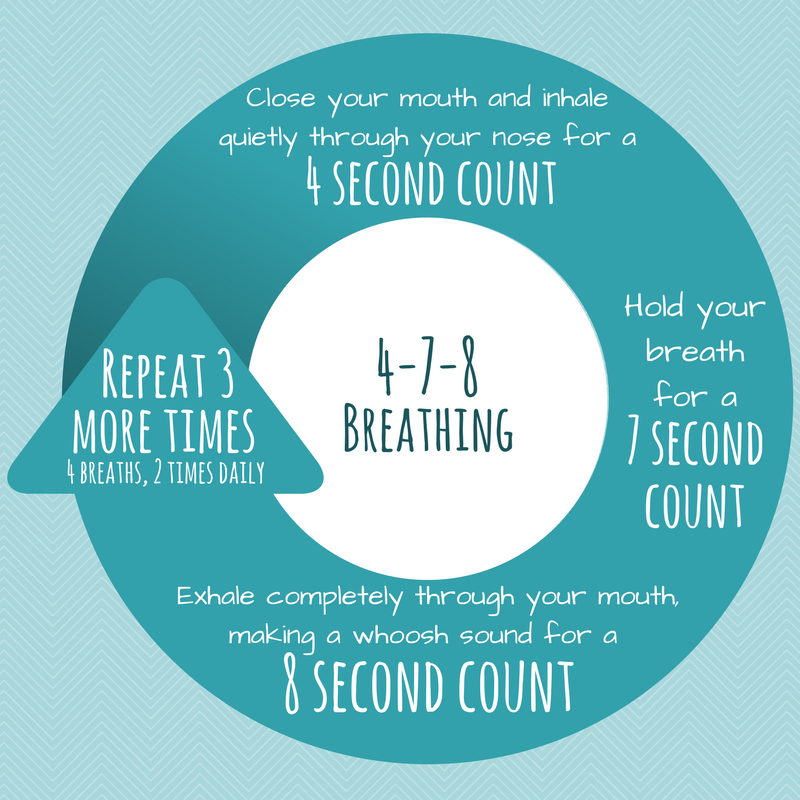 Close your mouth and inhale
quietly through your nose for a
4 SECOND COUNT
Hold your
breath
for a
7 SECOND
COUNT
Exhale completely through your mouth,
making a whoosh sound for a
8 SECOND COUNT
REPEAT 3
MORE TIMES
4 BREATHS, 2 TIMES DAILY
4-7-8
BREATHING